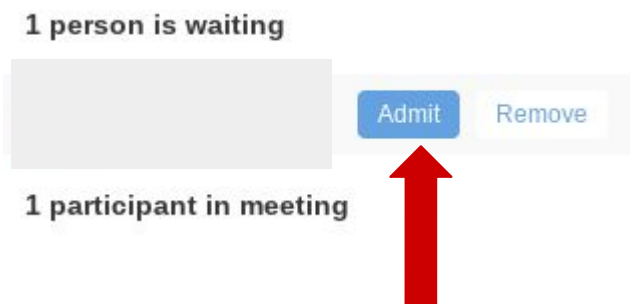 1 person is waiting
Admit Remove
1 participant in meeting